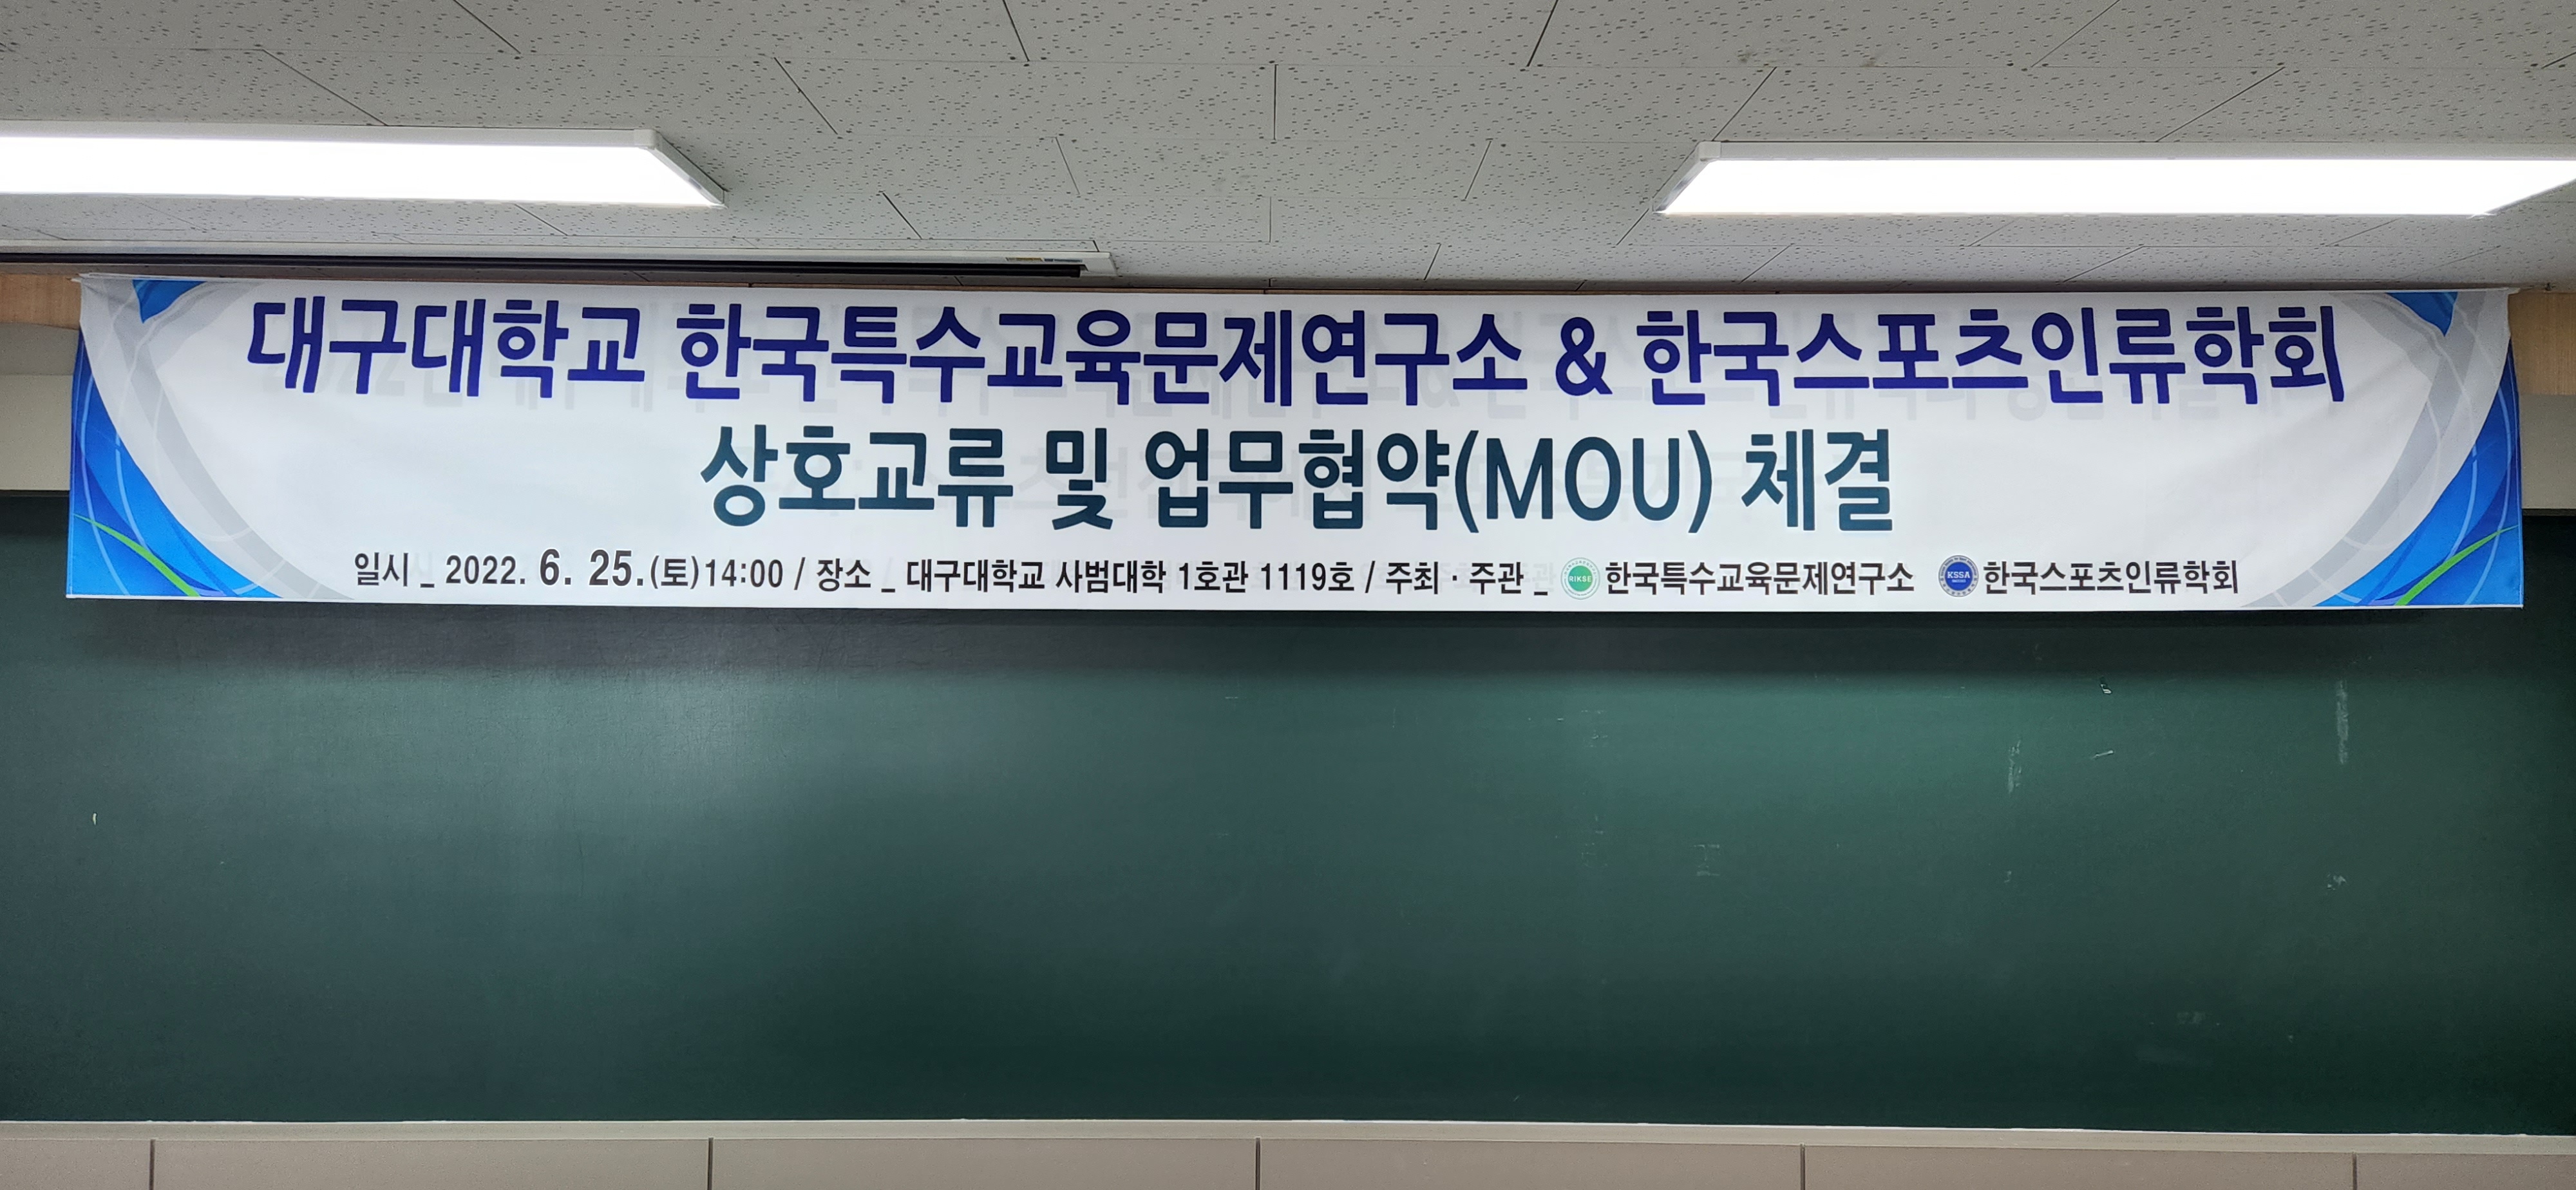 대구대학교 한국특수교육문제연구소 & 한국스포츠인류학회
상호교류 및 업무협약(MOU) 체결
일시 _ 2022. 6. 25.(토)14:00 / 장소 _ 대구대학교 사범대학 1호관 1119호 / 주최 · 주관 _ RIKSE 한국특수교육문제연구소 KSSA 한국스포츠인류학회